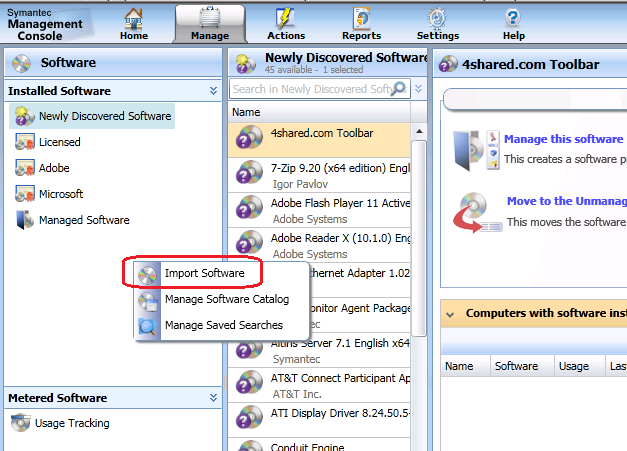 Symantec
Management
Console
Home
Manage
Actions
Reports
Settings
Help
Software
Installed Software
Newly Discovered Software
Licensed
Adobe
Microsoft
Managed Software
Metered Software
Usage Tracking
Import Software
Manage Software Catalog
Manage Saved Searches
Newly Discovered Software
45 available - 1 selected
Search in Newly Discovered Softw
Name
4shared.com Toolbar
7-Zip 9.20 (x64 edition) Engl
Igor Pavlov
Adobe Flash Player 11 Active
Adobe Systems
Adobe Reader X (10.1.0) Eng
Adobe Systems
thernet Adapter 1.02
onitor Agent Package
ec
Altiris Server 7.1 English x64
Symantec
AT&T Connect Participant Ap
AT&T Inc.
ATI Display Driver 8.24.50.5-
Conduit Engine
4shared.com Toolbar
Manage this software
This creates a software p
Move to the Unmanag
This moves the software
Computers with software inst
Name
Software
Usage
Las